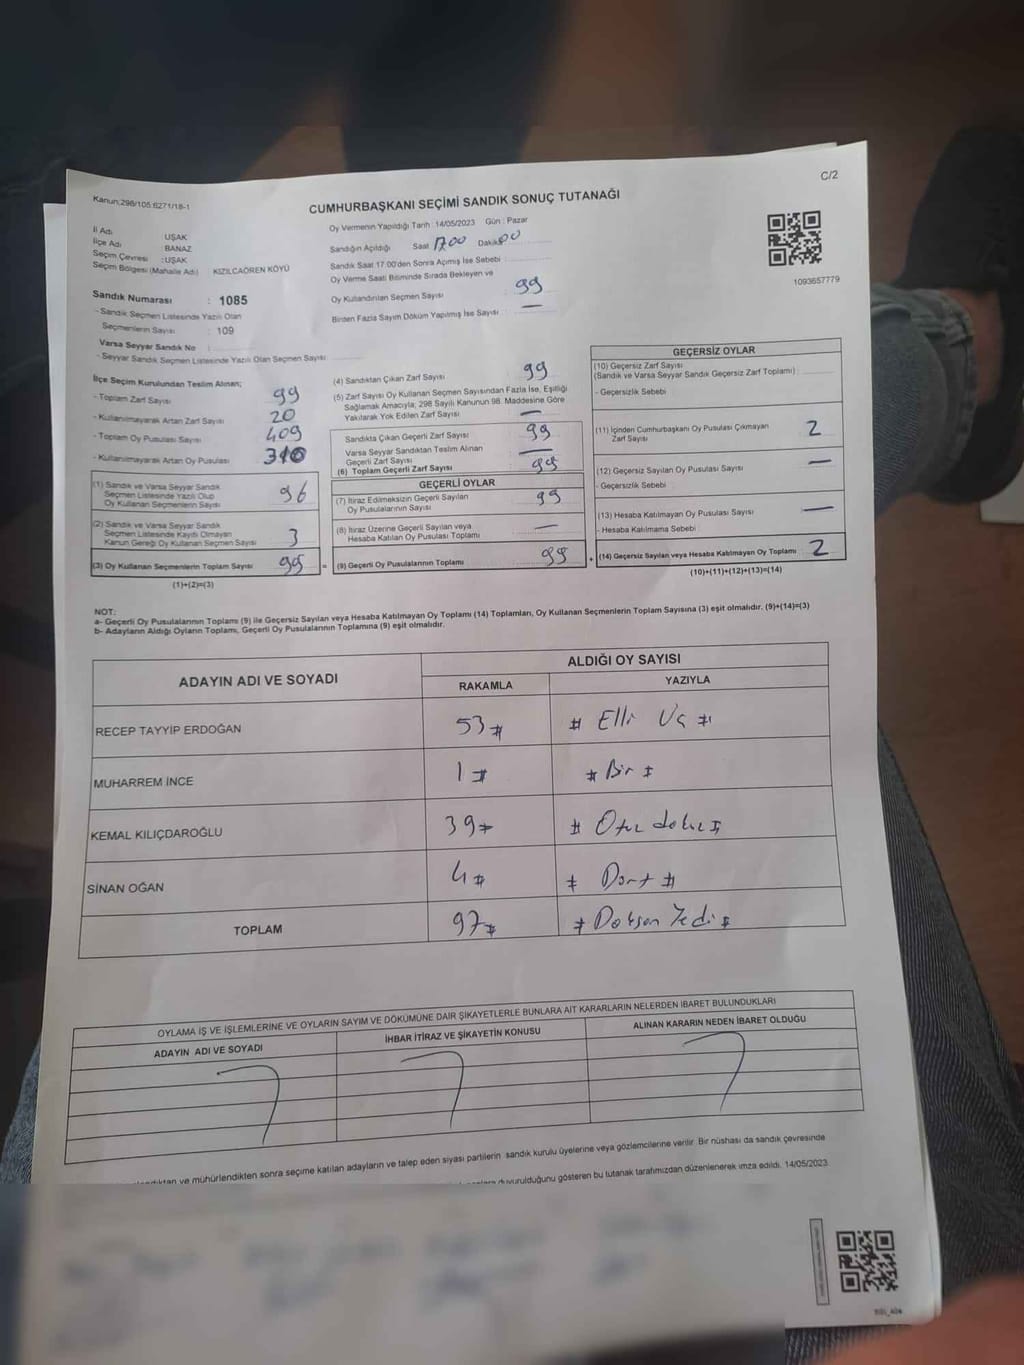 C/2
Kanun:298/105:6271/18-1
CUMHURBAŞKANI SEÇİMİ SANDIK SONUÇ TUTANAĞI
İl Adı UŞAK
İlçe Adı BANAZ
Seçim Çevresi :UŞAK
Seçim Bölgesi (Mahalle Adı) KIZILCAÖREN KÖYÜ
Sandık Numarası : 1085
- Sandık Seçmen Listesinde Yazılı Olan
Seçmenlerin Sayısı : 109
Varsa Seyyar Sandık No :
- Seyyar Sandık Seçmen Listesinde Yazılı Olan Seçmen Sayısı
Oy Vermenin Yapıldığı Tarih : 14/05/2023 Gün : Pazar
Sandığın Açıldığı Saat 17.00 Dakika 00
Sandık Saat 17.00'den Sonra Açımış İse Sebebi :
Oy Verme Saati Bitiminde Sırada Bekleyen ve
Oy Kullandırılan Seçmen Sayısı 99
Birden Fazla Sayım Döküm Yapılmış İse Sayısı : —
1093657779
İlçe Seçim Kurulundan Teslim Alınan;
- Toplam Zarf Sayısı 99
- Kullanılmayarak Artan Zarf Sayısı 20
- Toplam Oy Pusulası Sayısı 409
- Kullanılmayarak Artan Oy Pusulası 310
(1) Sandık ve Varsa Seyyar Sandık
Seçmen Listesinde Yazılı Olup
Oy Kullanan Seçmenlerin Sayısı 96
(2) Sandık ve Varsa Seyyar Sandık
Seçmen Listesinde Kayıtlı Olmayan
Kanun Gereği Oy Kullanan Seçmen Sayısı 3
(3) Oy Kullanan Seçmenlerin Toplam Sayısı 99 =
(1)+(2)=(3)
(4) Sandıktan Çıkan Zarf Sayısı 99
(5) Zarf Sayısı Oy Kullanan Seçmen Sayısından Fazla İse, Eşitliği
Sağlamak Amacıyla; 298 Sayılı Kanunun 98. Maddesine Göre
Yakılarak Yok Edilen Zarf Sayısı —
Sandıkta Çıkan Geçerli Zarf Sayısı 99
Varsa Seyyar Sandıktan Teslim Alınan
Geçerli Zarf Sayısı —
(6) Toplam Geçerli Zarf Sayısı 99
GEÇERLİ OYLAR
(7) İtiraz Edimeksizin Geçerli Sayılan
Oy Pusulalarının Sayısı 99
(8) İtiraz Üzerine Geçerli Sayılan veya
Hesaba Katılan Oy Pusulası Toplamı —
(9) Geçerli Oy Pusulalarının Toplamı 99 +
GEÇERSİZ OYLAR
(10) Geçersiz Zarf Sayısı
(Sandık ve Varsa Seyyar Sandık Geçersiz Zarf Toplamı) :
- Geçersizlik Sebebi
(11) İçinden Cumhurbaşkanı Oy Pusulası Çıkmayan
Zarf Sayısı 2
(12) Geçersiz Sayılan Oy Pusulası Sayısı —
- Geçersizlik Sebebi
(13) Hesaba Katılmayan Oy Pusulası Sayısı —
- Hesaba Katılmama Sebebi
(14) Geçersiz Sayılan veya Hesaba Katılmayan Oy Toplamı 2
(10)+(11)+(12)+(13)=(14)
NOT:
a- Geçerli Oy Pusulalarının Toplamı (9) ile Geçersiz Sayılan veya Hesaba Katılmayan Oy Toplamı (14) Toplamları, Oy Kullanan Seçmenlerin Toplam Sayısına (3) eşit olmalıdır. (9)+(14)=(3)
b- Adayların Aldığı Oyların Toplamı, Geçerli Oy Pusulalarının Toplamına (9) eşit olmalıdır.
ADAYIN ADI VE SOYADI ALDIĞI OY SAYISI
RAKAMLA YAZIYLA
RECEP TAYYİP ERDOĞAN 53# # Elli Üç #
MUHARREM İNCE 1# # Bir #
KEMAL KILIÇDAROĞLU 39# # Otuz dokuz #
SİNAN OĞAN 4# # Dört #
TOPLAM 97# # Doksan Yedi #
OYLAMA İŞ VE İŞLEMLERİNE VE OYLARIN SAYIM VE DÖKÜMÜNE DAİR ŞİKAYETLERLE BUNLARA AİT KARARLARIN NELERDEN İBARET BULUNDUKLARI
ADAYIN ADI VE SOYADI İHBAR İTİRAZ VE ŞİKAYETİN KONUSU ALINAN KARARIN NEDEN İBARET OLDUĞU
ve mühürlendikten sonra seçime katılan adayların ve talep eden siyasi partilerin sandık kurulu üyelerine veya gözlemcilerine verilir. Bir nüshası da sandık çevresinde
duyurulduğunu gösteren bu tutanak tarafımızdan düzenlenerek imza edildi. 14/05/2023